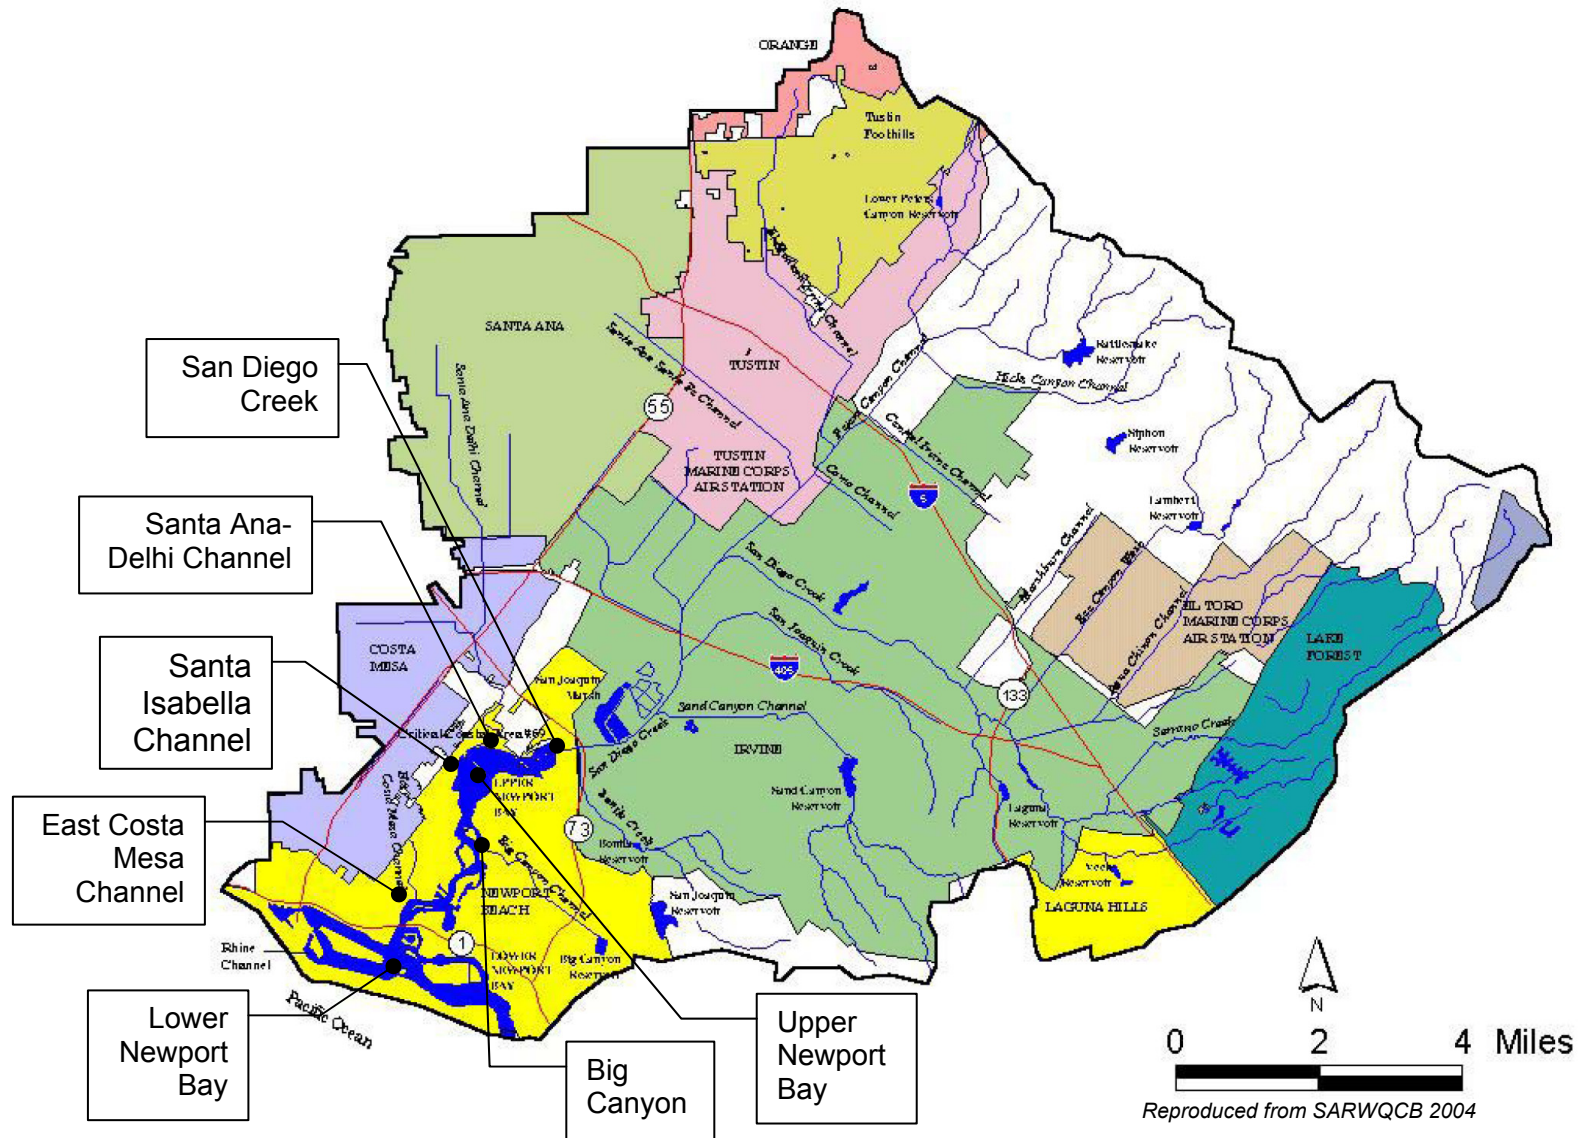 ORANGE
Tustin
Foothills
Lower Peters
Canyon Reservoir
SANTA ANA
Santa Ana Santa Fe Channel
TUSTIN
Rattlesnake
Reservoir
Hicks Canyon Channel
San Diego
Creek
Santa Ana Delhi Channel
55
Central Irvine Channel
Siphon
Reservoir
TUSTIN
MARINE CORPS
AIR STATION
Como Channel
5
Lambert
Reservoir
Santa Ana-
Delhi Channel
Marshburn Channel
San Diego Creek
Bee Canyon Wash
EL TORO
MARINE CORPS
AIR STATION
Agua Chinon Channel
LAKE
FOREST
COSTA
MESA
San Joaquin Creek
405
133
Santa
Isabella
Channel
San Joaquin
Marsh
Sand Canyon Channel
Critical Coastal Area #69
San Diego Creek
IRVINE
Serrano Creek
UPPER
NEWPORT
BAY
Costa Mesa Channel
Sand Canyon
Reservoir
Laguna
Reservoir
East Costa
Mesa
Channel
73
Bonita Creek
Bonita
Reservoir
Big Canyon Channel
Reservoir
NEWPORT
BEACH
San Joaquin
Reservoir
LAGUNA HILLS
Rhine
Channel
1
LOWER
NEWPORT
BAY
Big Canyon
Reservoir
Pacific Ocean
Lower
Newport
Bay
Big
Canyon
Upper
Newport
Bay
N
0 2 4 Miles
Reproduced from SARWQCB 2004